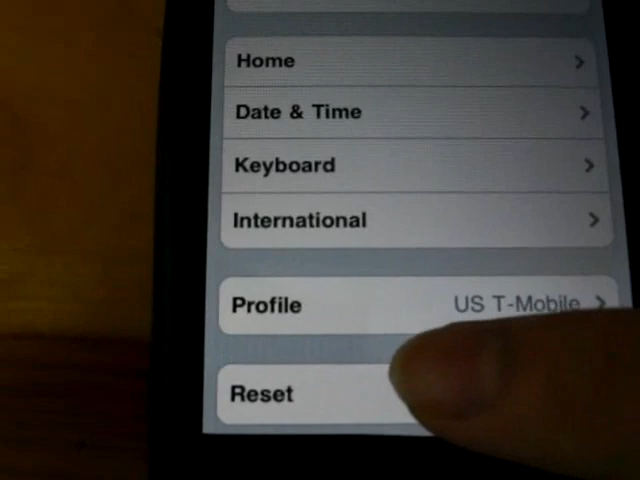 Home
Date & Time
Keyboard
International
Profile US T-Mobile
Reset